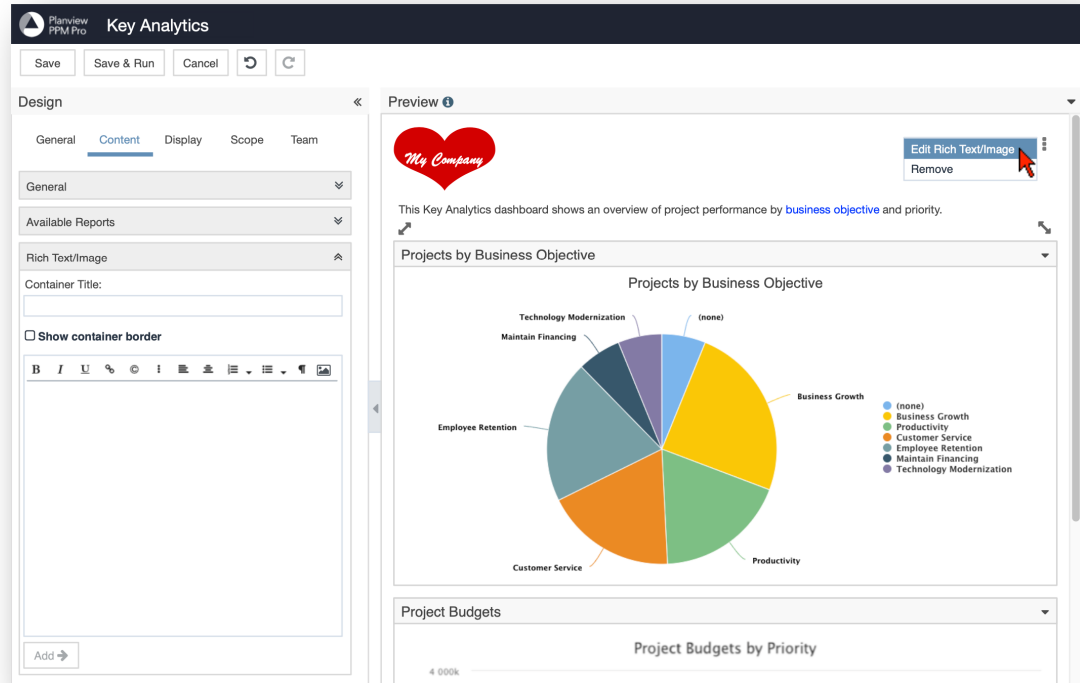 Planview
PPM Pro
Key Analytics
Save
Save & Run
Cancel
Design
General
Content
Display
Scope
Team
General
Available Reports
Rich Text/Image
Container Title:
Show container border
B I U
Add
Preview
My Company
Edit Rich Text/Image
Remove
This Key Analytics dashboard shows an overview of project performance by business objective and priority.
Projects by Business Objective
Projects by Business Objective
Technology Modernization
(none)
Maintain Financing
Business Growth
Employee Retention
Productivity
Customer Service
(none)
Business Growth
Productivity
Customer Service
Employee Retention
Maintain Financing
Technology Modernization
Project Budgets
Project Budgets by Priority
4 000k